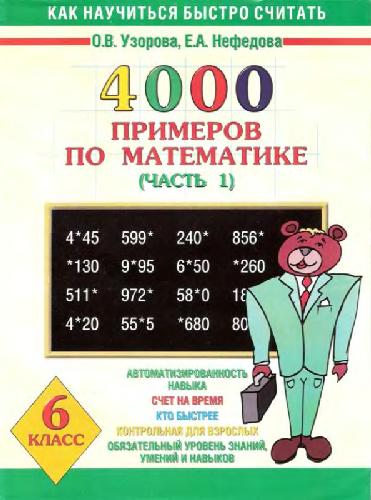 КАК НАУЧИТЬСЯ БЫСТРО СЧИТАТЬ
О.В. Узорова, Е.А. Нефедова
4000
ПРИМЕРОВ
ПО МАТЕМАТИКЕ
(ЧАСТЬ 1)
4*45 599* 240* 856*
*130 9*95 6*50 *260
511* 972* 58*0
4*20 55*5 *680
АВТОМАТИЗИРОВАННОСТЬ
НАВЫКА
СЧЕТ НА ВРЕМЯ
КТО БЫСТРЕЕ
КОНТРОЛЬНАЯ ДЛЯ ВЗРОСЛЫХ
ОБЯЗАТЕЛЬНЫЙ УРОВЕНЬ ЗНАНИЙ,
УМЕНИЙ И НАВЫКОВ
6
КЛАСС